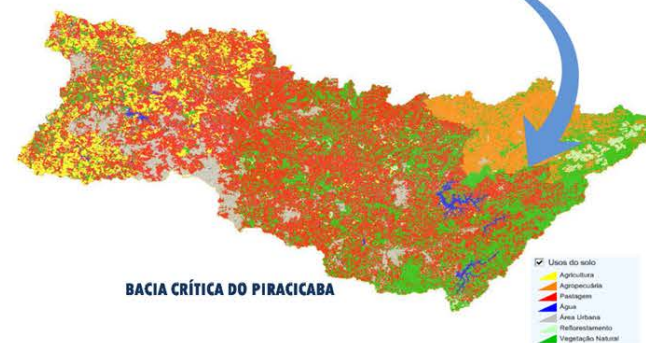 BACIA CRÍTICA DO PIRACICABA
Usos do solo
Agricultura
Agropecuária
Pastagem
Água
Área Urbana
Reflorestamento
Vegetação Natural